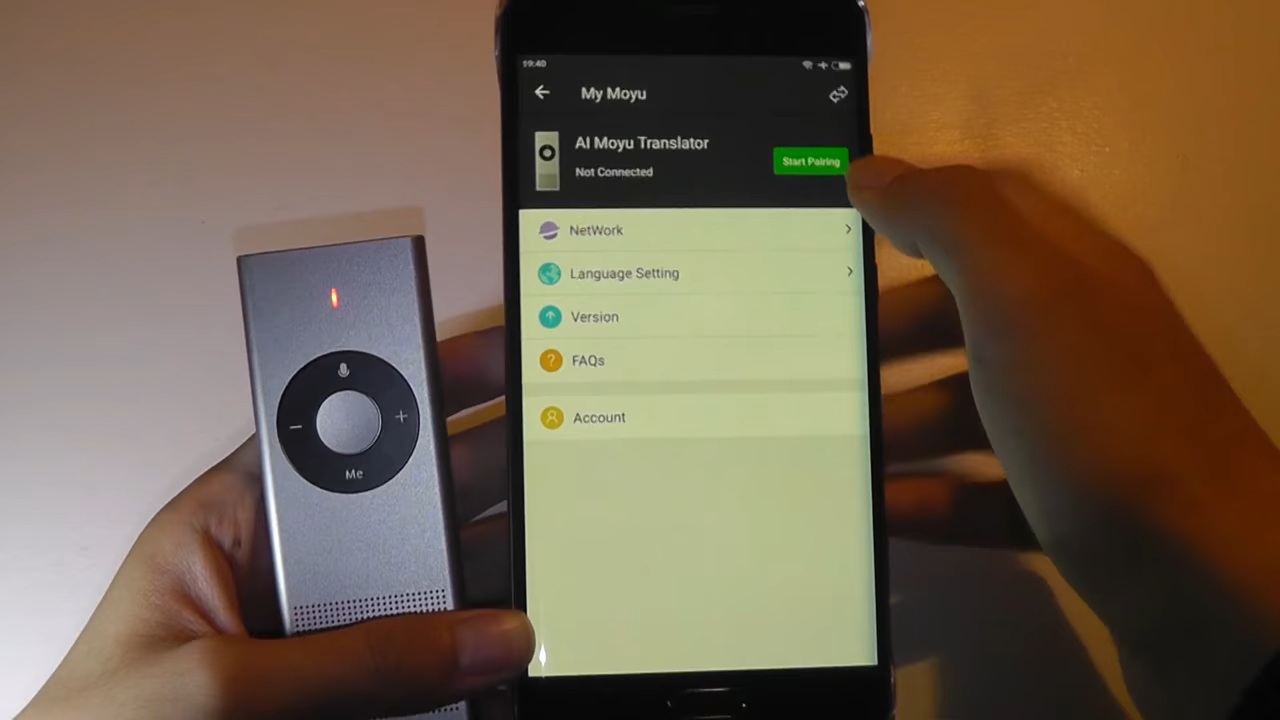 19:40
My Moyu
AI Moyu Translator
Not Connected
Start Pairing
NetWork
Language Setting
Version
FAQs
Account
Me